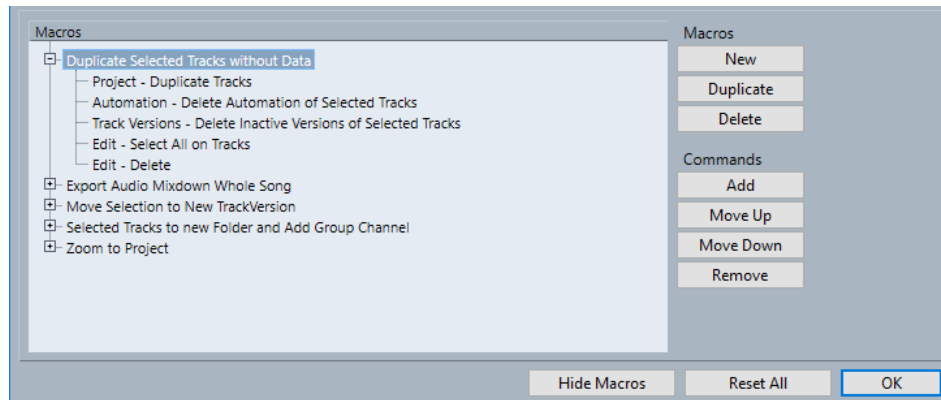 Macros
Duplicate Selected Tracks without Data
Project - Duplicate Tracks
Automation - Delete Automation of Selected Tracks
Track Versions - Delete Inactive Versions of Selected Tracks
Edit - Select All on Tracks
Edit - Delete
Export Audio Mixdown Whole Song
Move Selection to New TrackVersion
Selected Tracks to new Folder and Add Group Channel
Zoom to Project
Macros
New
Duplicate
Delete
Commands
Add
Move Up
Move Down
Remove
Hide Macros
Reset All
OK